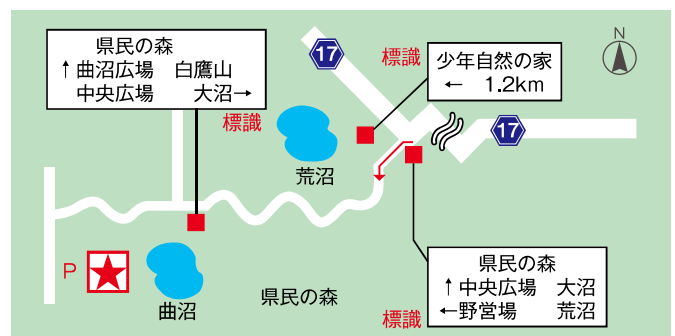 県民の森
↑曲沼広場 白鷹山
中央広場 大沼→
標識
17
標識
少年自然の家
← 1.2km
N
17
荒沼
P
曲沼
県民の森
標識
県民の森
↑中央広場 大沼
←野営場 荒沼